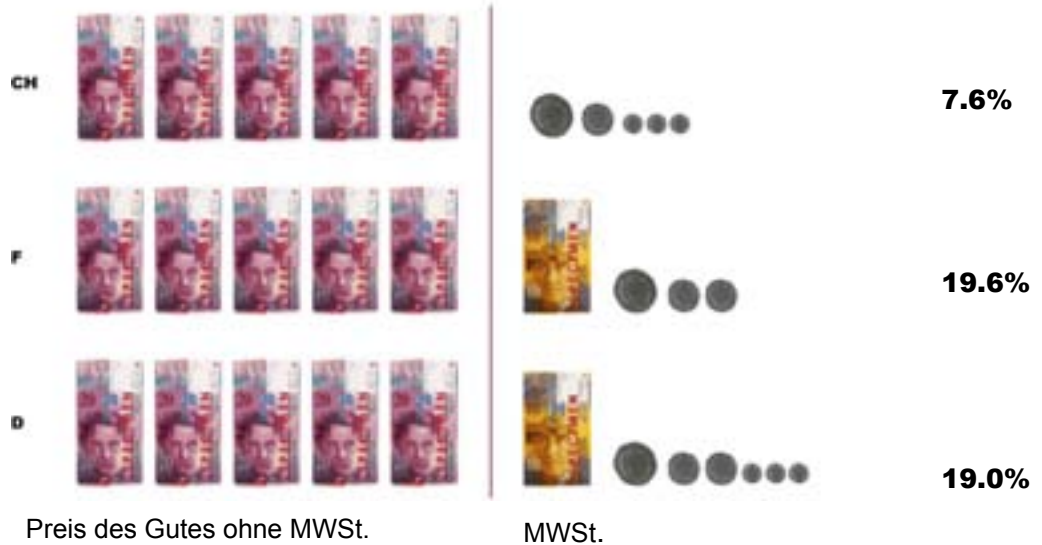 CH
7.6%
F
19.6%
D
19.0%
Preis des Gutes ohne MWSt.
MWSt.